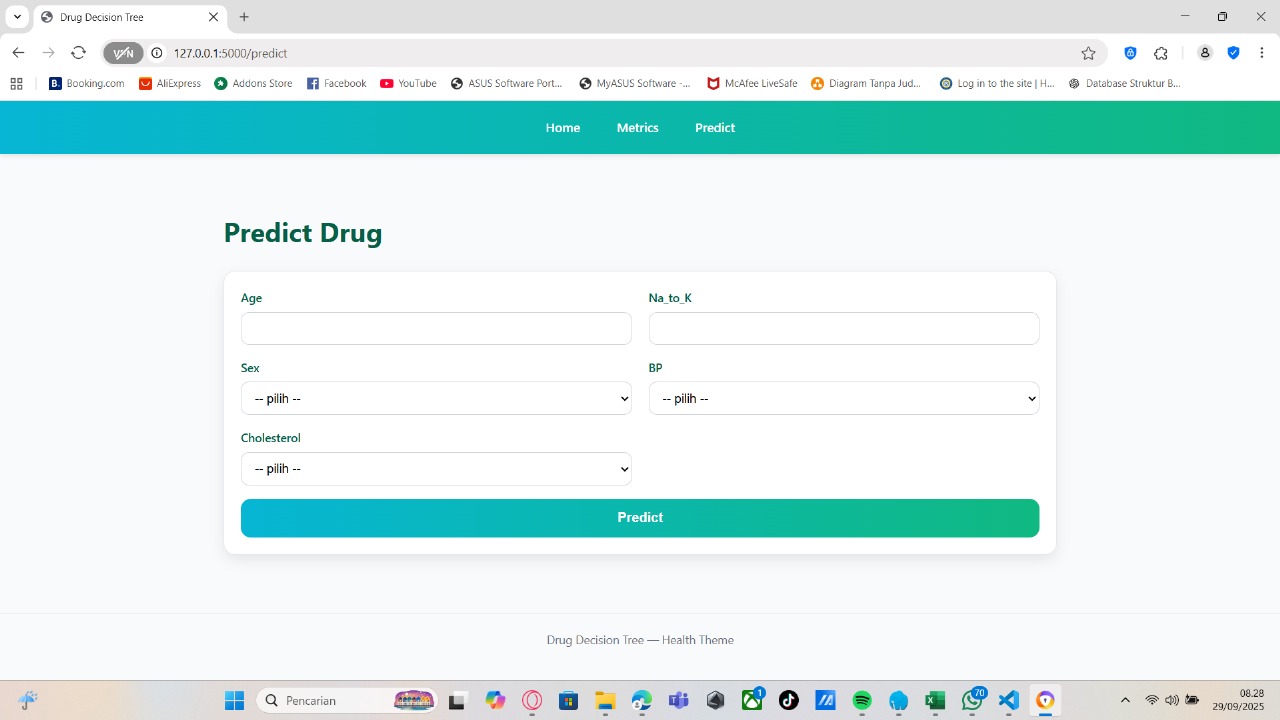 Drug Decision Tree
VPN
127.0.0.1:5000/predict
Booking.com
AliExpress
Addons Store
Facebook
YouTube
ASUS Software Port...
MyASUS Software -...
McAfee LiveSafe
Diagram Tanpa Jud...
Log in to the site | H...
Database Struktur B...
Home
Metrics
Predict
Predict Drug
Age
Na_to_K
Sex
BP
-- pilih --
-- pilih --
Cholesterol
-- pilih --
Predict
Drug Decision Tree — Health Theme
Pencarian
1
70
08.28
29/09/2025